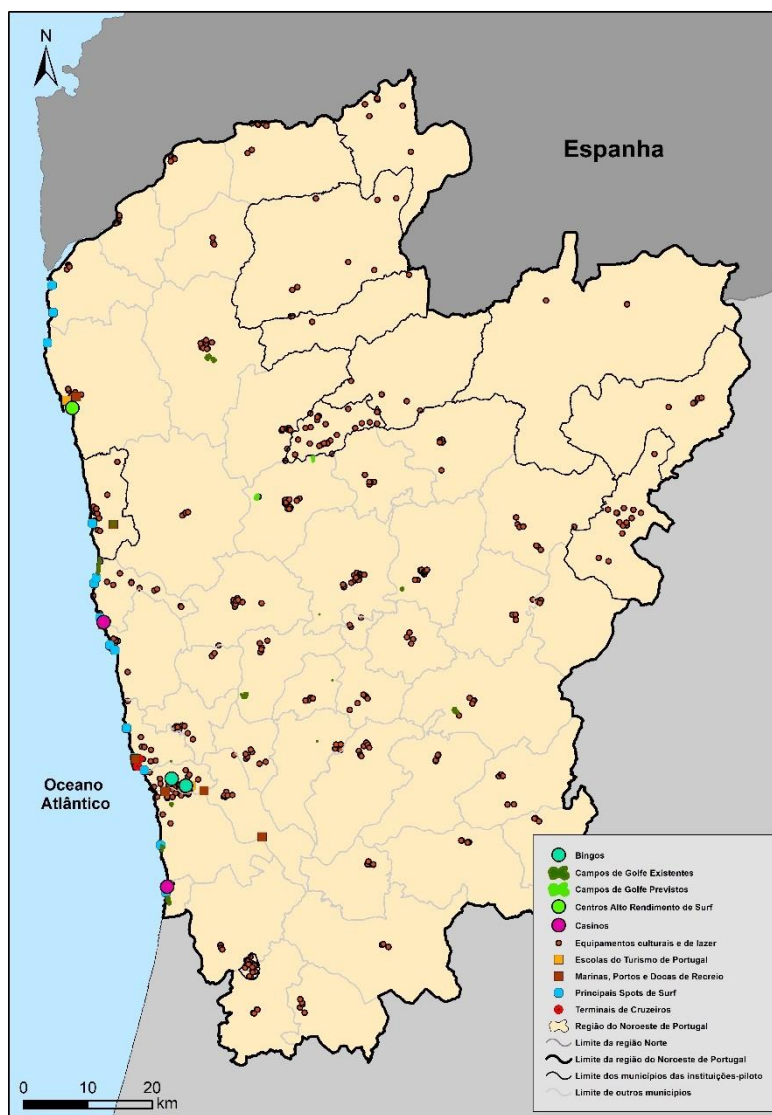 N
Espanha
Oceano
Atlântico
Bingos
Campos de Golfe Existentes
Campos de Golfe Previstos
Centros Alto Rendimento de Surf
Casinos
Equipamentos culturais e de lazer
Escolas do Turismo de Portugal
Marinas, Portos e Docas de Recreio
Principais Spots de Surf
Terminais de Cruzeiros
Região do Noroeste de Portugal
Limite da região Norte
Limite da região do Noroeste de Portugal
Limite dos municípios das instituições-piloto
Limite de outros municípios
0 10 20
km